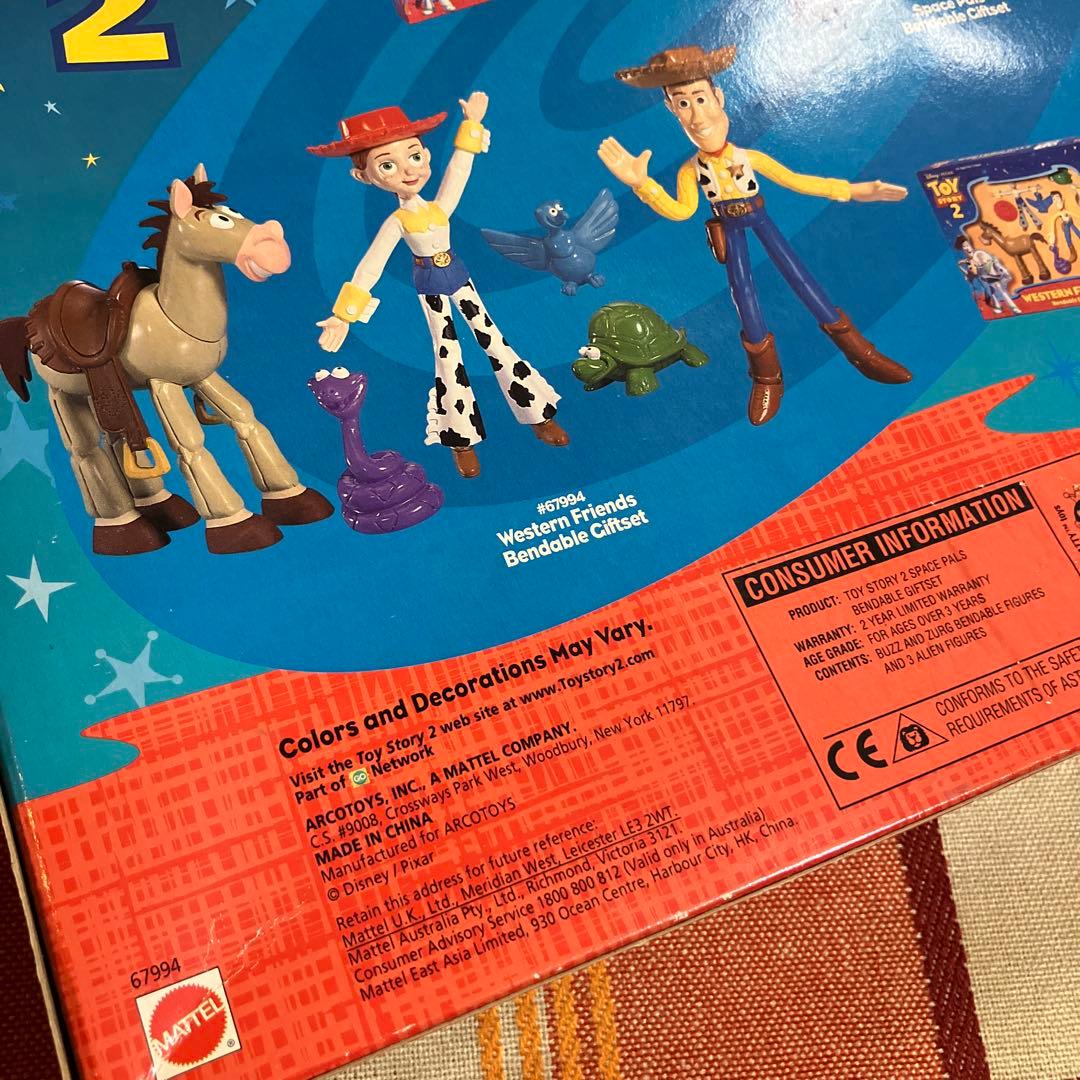 2
Space Pals
Bendable Giftset
TOY
STORY
2
WESTERN
#67994
Western Friends
Bendable Giftset
CONSUMER INFORMATION
PRODUCT: TOY STORY 2 SPACE PALS
BENDABLE GIFTSET
WARRANTY: 2 YEAR LIMITED WARRANTY
AGE GRADE: FOR AGES OVER 3 YEARS
CONTENTS: BUZZ AND ZURG BENDABLE FIGURES
AND 3 ALIEN FIGURES
CE
CONFORMS TO THE SAFE
REQUIREMENTS OF AS
Colors and Decorations May Vary.
Visit the Toy Story 2 web site at www.Toystory2.com
Part of GO Network
ARCOTOYS, INC., A MATTEL COMPANY.
C.S. #9008, Crossways Park West, Woodbury, New York 11797.
MADE IN CHINA
Manufactured for ARCOTOYS
© Disney / Pixar
Retain this address for future reference:
Mattel U.K., Ltd., Meridian West, Leicester LE3 2WT.
Mattel Australia Pty., Ltd., Richmond, Victoria 3121.
Consumer Advisory Service 1800 800 812 (Valid only in Australia)
Mattel East Asia Limited, 930 Ocean Centre, Harbour City, HK, China.
67994
MATTEL®